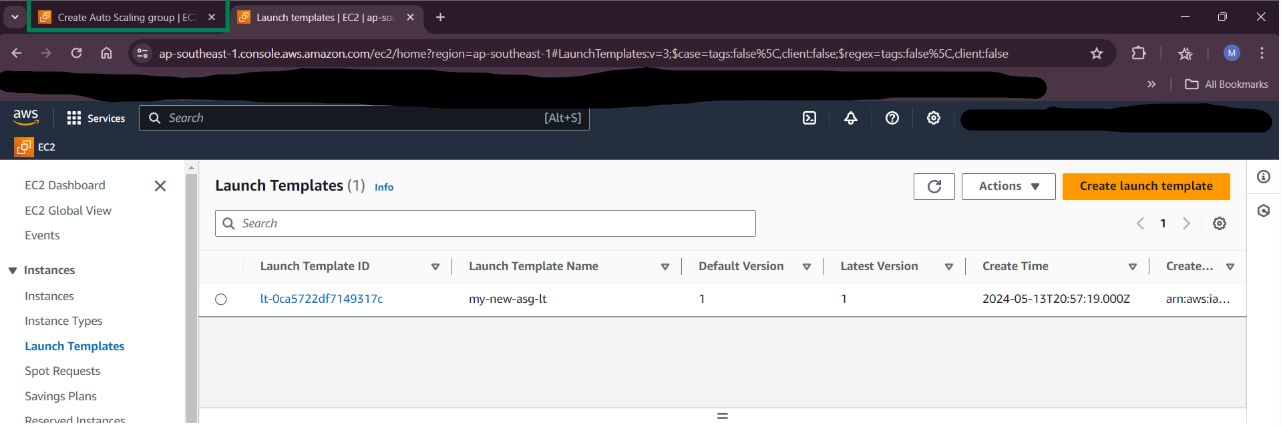 Create Auto Scaling group | EC
Launch templates | EC2 | ap-sou
ap-southeast-1.console.aws.amazon.com/ec2/home?region=ap-southeast-1#LaunchTemplates:v=3;$case=tags:false%5C,client:false;$regex=tags:false%5C,client:false
M
» All Bookmarks
aws Services Search [Alt+S]
EC2
EC2 Dashboard
EC2 Global View
Events
Instances
Instances
Instance Types
Launch Templates
Spot Requests
Savings Plans
Reserved Instances
Launch Templates (1) Info
Actions
Create launch template
Search
1
Launch Template ID Launch Template Name Default Version Latest Version Create Time Create...
lt-0ca5722df7149317c my-new-asg-lt 1 1 2024-05-13T20:57:19.000Z arn:aws:ia...